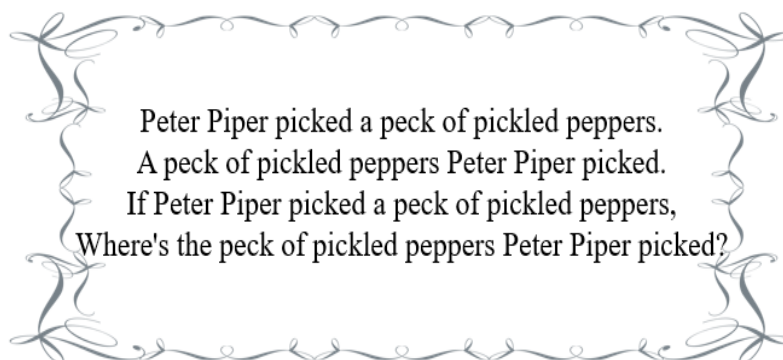 Peter Piper picked a peck of pickled peppers.
A peck of pickled peppers Peter Piper picked.
If Peter Piper picked a peck of pickled peppers,
Where's the peck of pickled peppers Peter Piper picked?